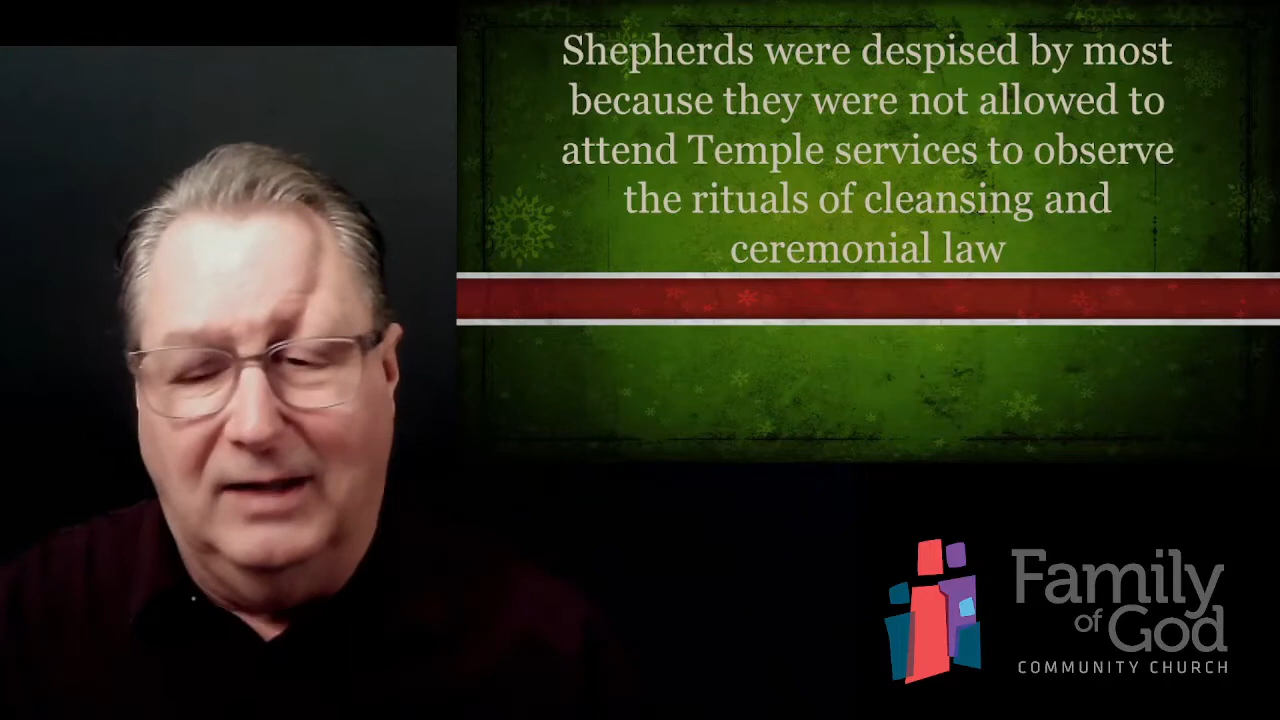 Shepherds were despised by most
because they were not allowed to
attend Temple services to observe
the rituals of cleansing and
ceremonial law
Family
of God
COMMUNITY CHURCH